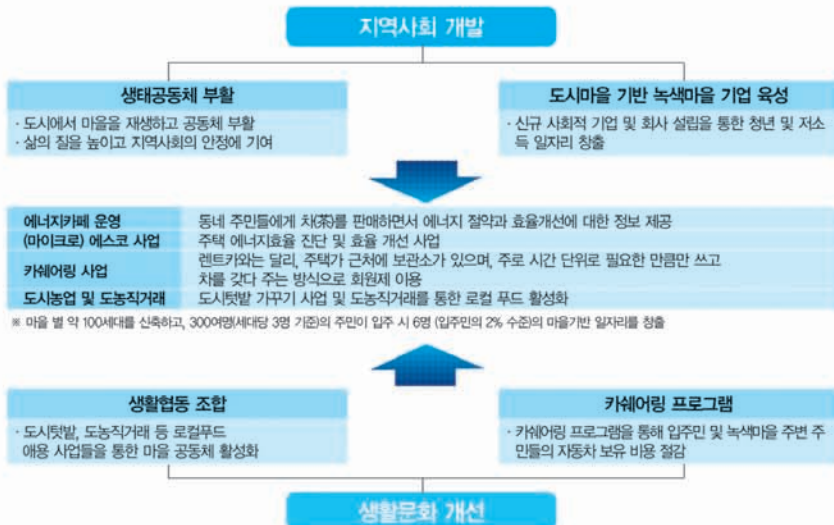 지역사회 개발
생태공동체 부활
· 도시에서 마을을 재생하고 공동체 부활
· 삶의 질을 높이고 지역사회의 안정에 기여
도시마을 기반 녹색마을 기업 육성
· 신규 사회적 기업 및 회사 설립을 통한 청년 및 저소
득 일자리 창출
에너지카페 운영 동네 주민들에게 차(茶)를 판매하면서 에너지 절약과 효율개선에 대한 정보 제공
(마이크로) 에스코 사업 주택 에너지효율 진단 및 효율 개선 사업
카쉐어링 사업 렌트카와는 달리, 주택가 근처에 보관소가 있으며, 주로 시간 단위로 필요한 만큼만 쓰고
차를 갖다 주는 방식으로 회원제 이용
도시농업 및 도농직거래 도시텃밭 가꾸기 사업 및 도농직거래를 통한 로컬 푸드 활성화
※ 마을 별 약 100세대를 신축하고, 300여명(세대당 3명 기준)의 주민이 입주 시 6명 (입주민의 2% 수준)의 마을기반 일자리를 창출
생활협동 조합
· 도시텃밭, 도농직거래 등 로컬푸드
애용 사업들을 통한 마을 공동체 활성화
카쉐어링 프로그램
· 카쉐어링 프로그램을 통해 입주민 및 녹색마을 주변 주
민들의 자동차 보유 비용 절감
생활문화 개선